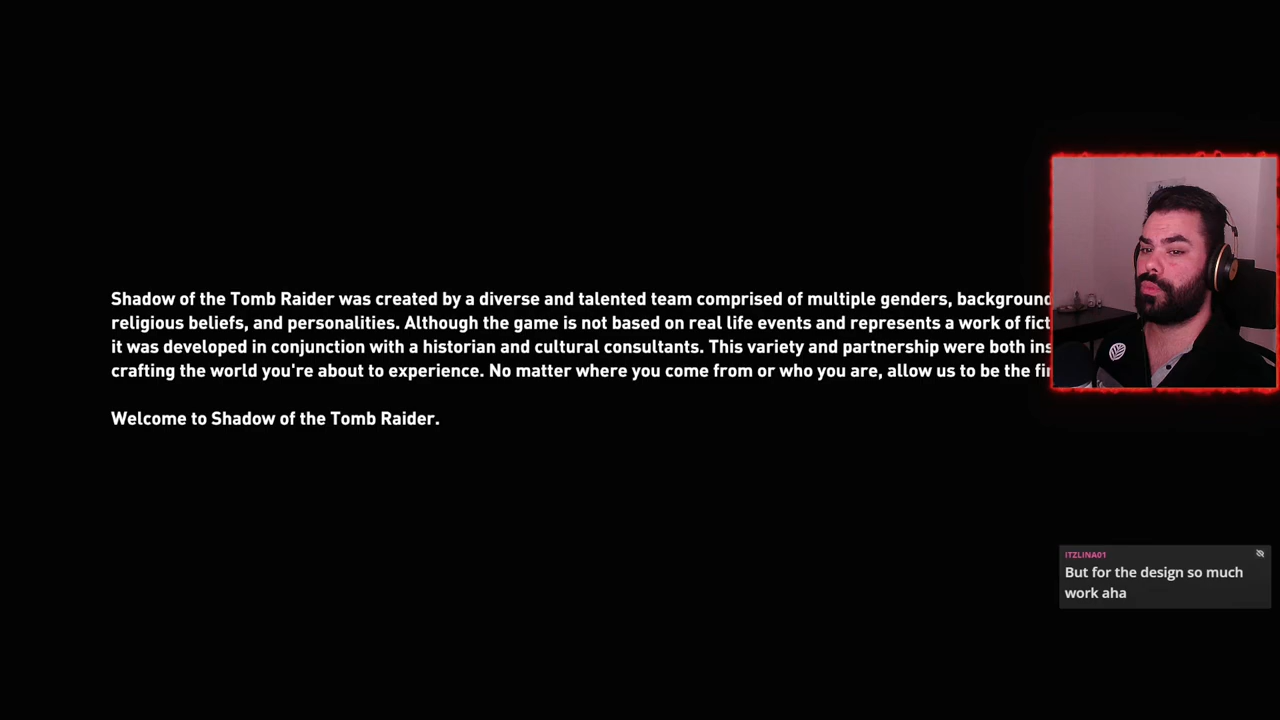 Shadow of the Tomb Raider was created by a diverse and talented team comprised of multiple genders,
religious beliefs, and personalities. Although the game is not based on real life events and represents a work of
it was developed in conjunction with a historian and cultural consultants. This variety and partnership were both
crafting the world you're about to experience. No matter where you come from or who you are, allow us to be the
Welcome to Shadow of the Tomb Raider.
ITZLINA01
But for the design so much
work aha